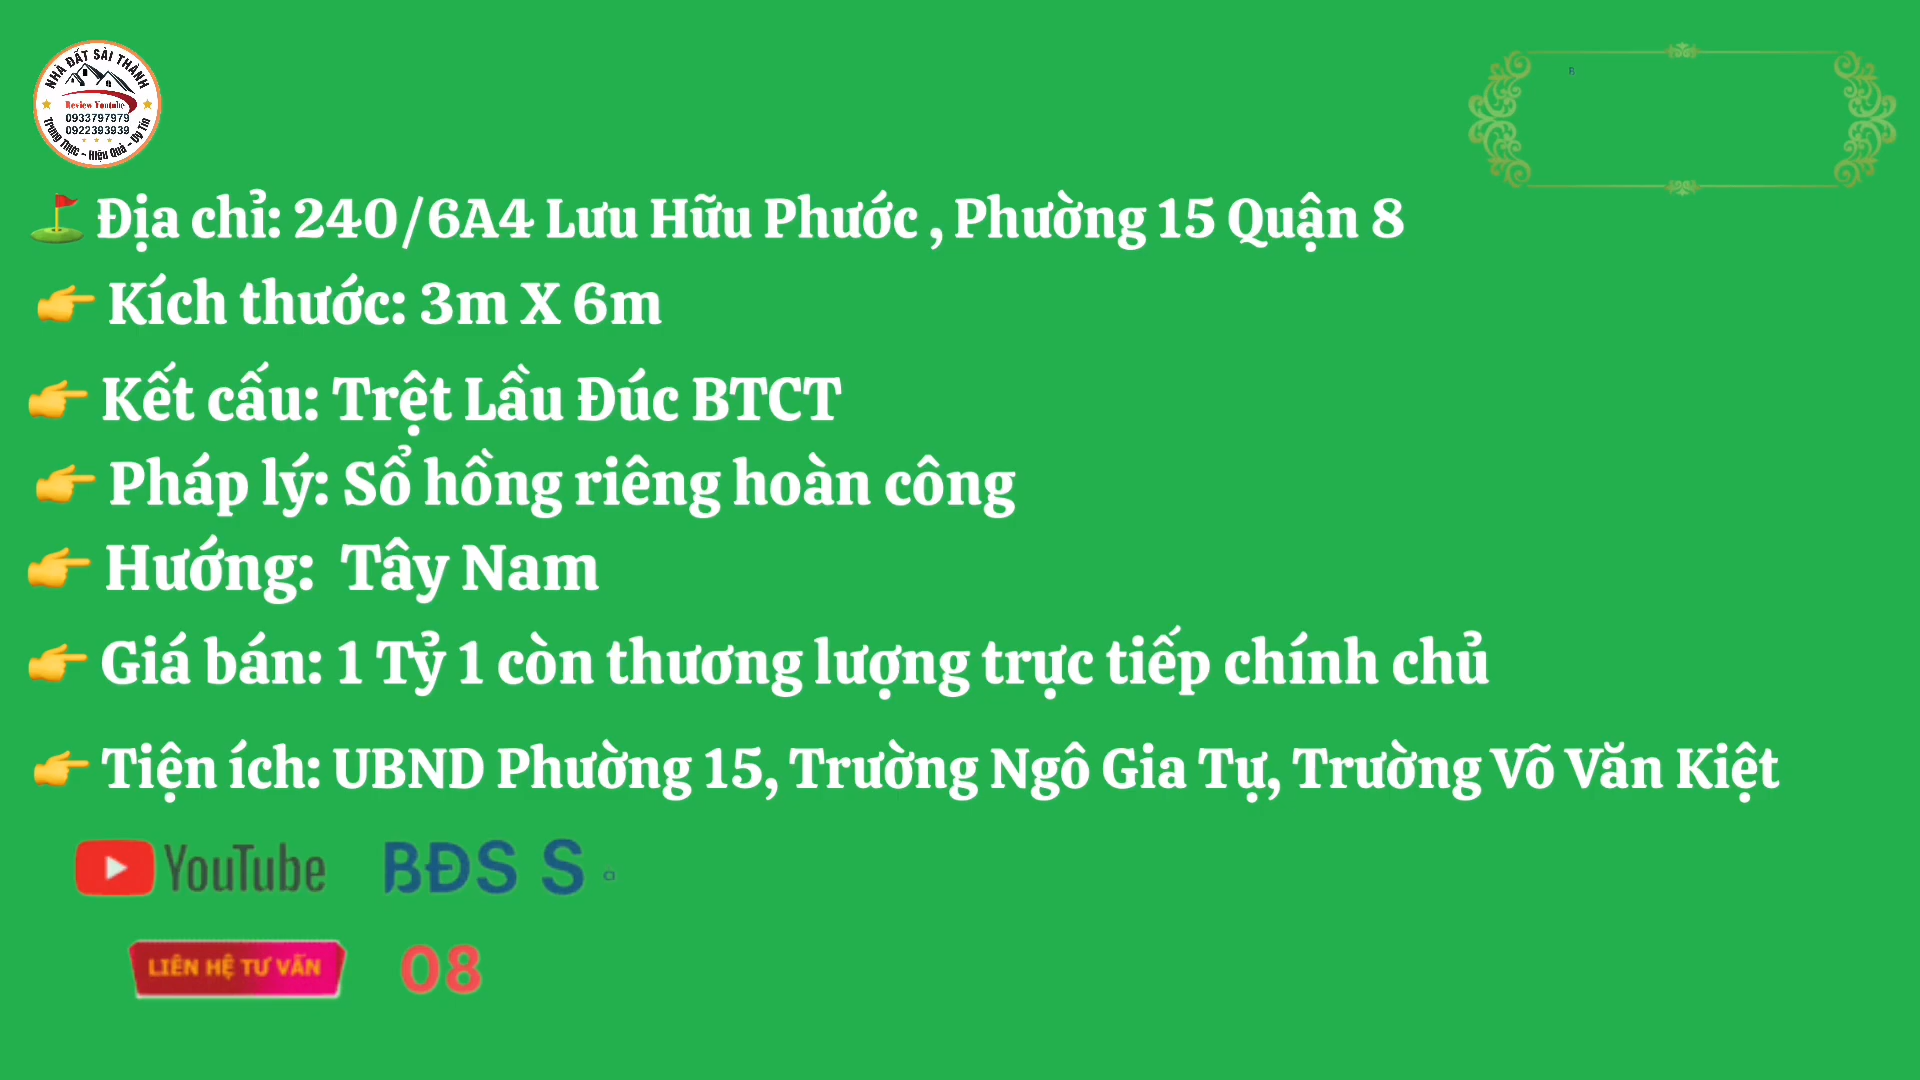 NHÀ ĐẤT SÀI THÀNH
Review Youtube
0933797979
0922393939
Trung Thực - Hiệu Quả - Uy Tín
B
Địa chỉ: 240/6A4 Lưu Hữu Phước , Phường 15 Quận 8
Kích thước: 3m X 6m
Kết cấu: Trệt Lầu Đúc BTCT
Pháp lý: Sổ hồng riêng hoàn công
Hướng: Tây Nam
Giá bán: 1 Tỷ 1 còn thương lượng trực tiếp chính chủ
Tiện ích: UBND Phường 15, Trường Ngô Gia Tự, Trường Võ Văn Kiệt
YouTube BĐS S a
LIÊN HỆ TƯ VẤN 08